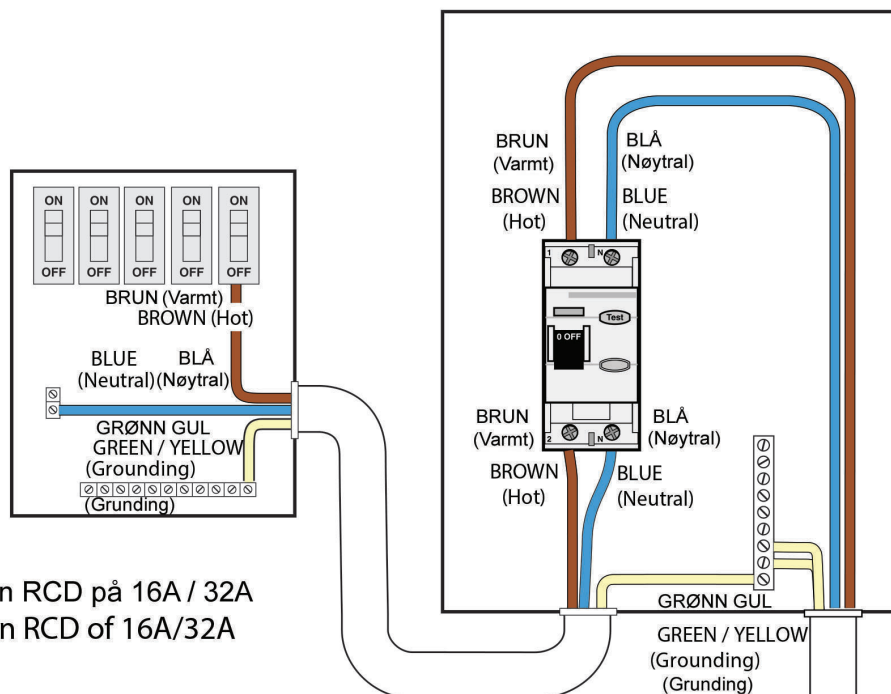 BRUN
(Varmt)
BROWN
(Hot)
BLÅ
(Nøytral)
BLUE
(Neutral)
ON ON ON ON ON
OFF OFF OFF OFF OFF
BRUN (Varmt)
BROWN (Hot)
BLUE
(Neutral)
BLÅ
(Nøytral)
GRØNN GUL
GREEN / YELLOW
(Grounding)
(Grunding)
1 N
Test
0 OFF
2 N
BRUN
(Varmt)
BROWN
(Hot)
BLÅ
(Nøytral)
BLUE
(Neutral)
GRØNN GUL
GREEN / YELLOW
(Grounding)
(Grunding)
n RCD på 16A / 32A
n RCD of 16A/32A